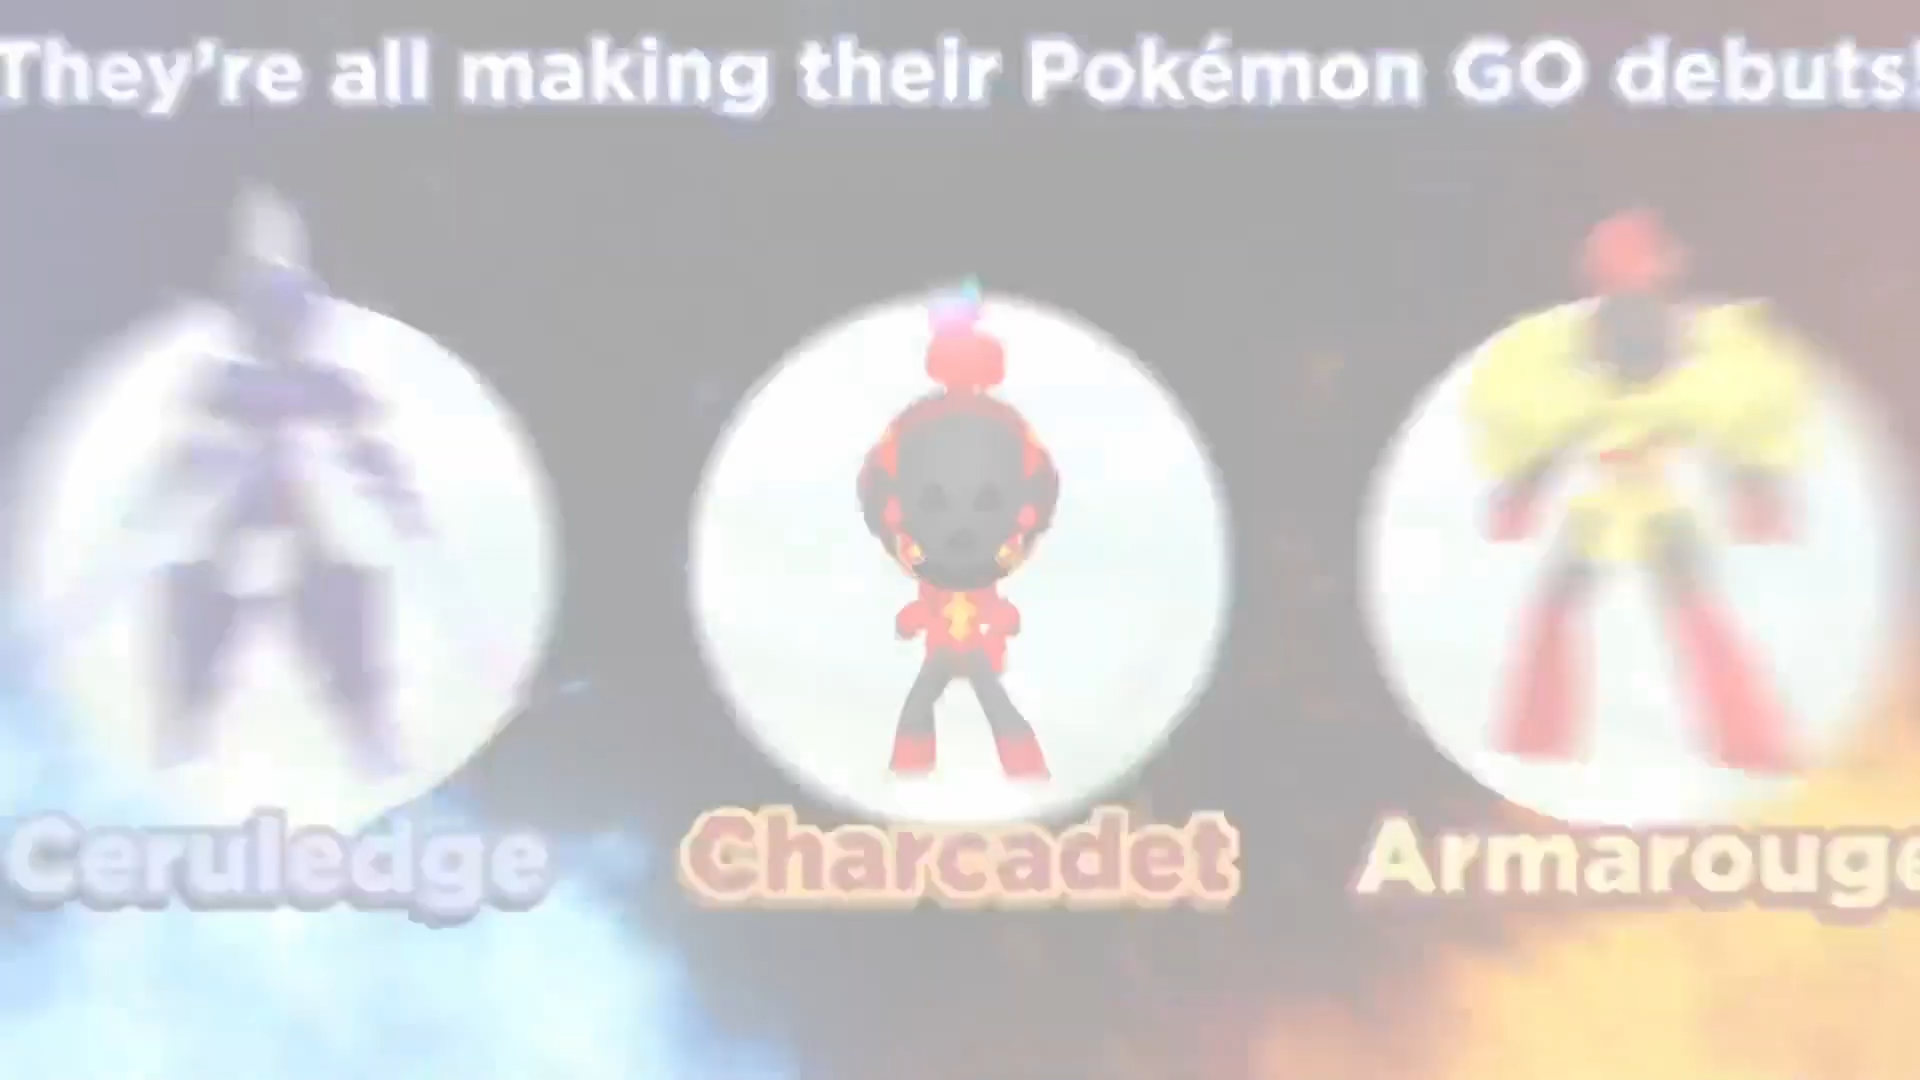 They're all making their Pokémon GO debuts!
Ceruledge
Charcadet
Armarouge